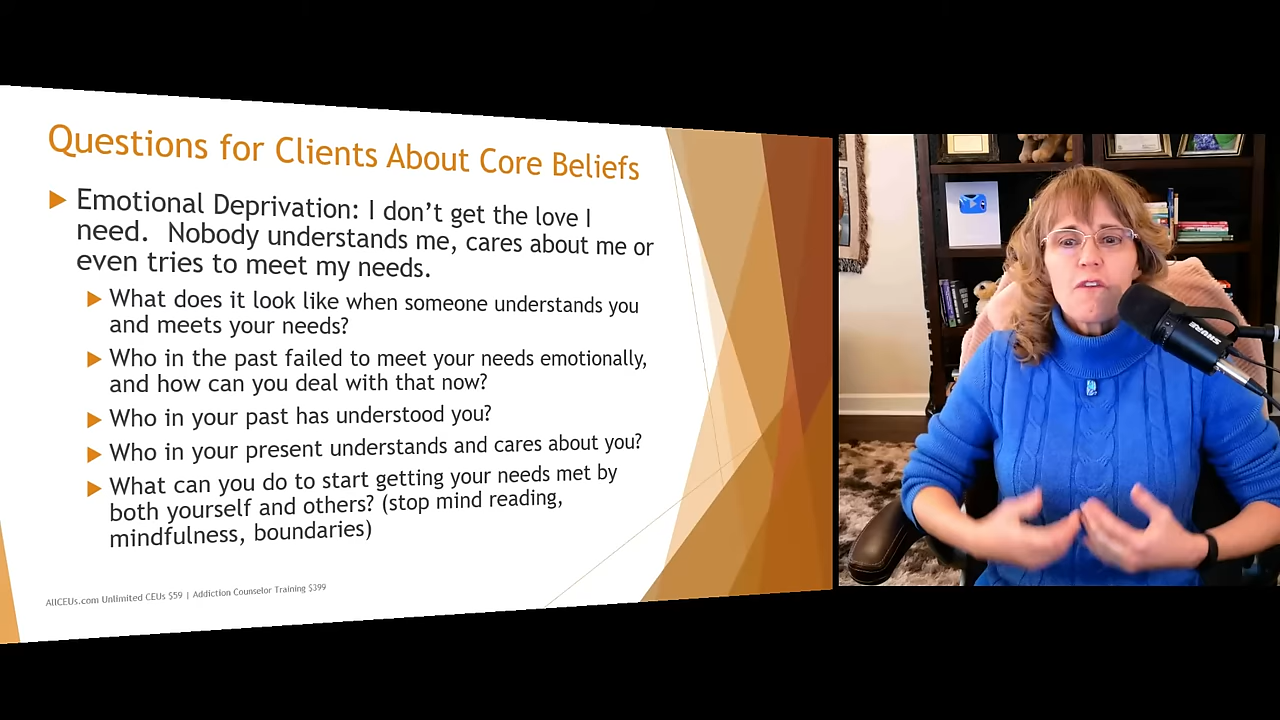 Questions for Clients About Core Beliefs
Emotional Deprivation: I don't get the love I
need. Nobody understands me, cares about me or
even tries to meet my needs.
What does it look like when someone understands you
and meets your needs?
Who in the past failed to meet your needs emotionally,
and how can you deal with that now?
Who in your past has understood you?
Who in your present understands and cares about you?
What can you do to start getting your needs met by
both yourself and others? (stop mind reading,
mindfulness, boundaries)
AllCEUs.com Unlimited CEUs $59 | Addiction Counselor Training $399
SHURE